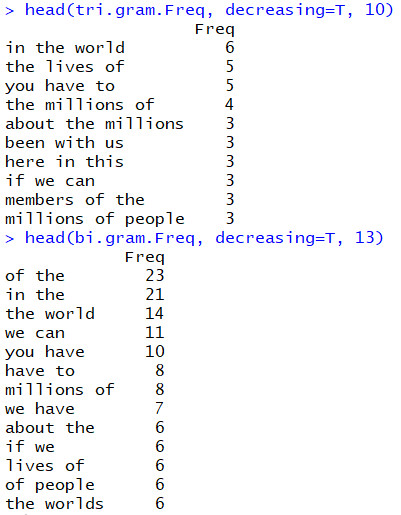 > head(tri.gram.Freq, decreasing=T, 10)
Freq
in the world 6
the lives of 5
you have to 5
the millions of 4
about the millions 3
been with us 3
here in this 3
if we can 3
members of the 3
millions of people 3
> head(bi.gram.Freq, decreasing=T, 13)
Freq
of the 23
in the 21
the world 14
we can 11
you have 10
have to 8
millions of 8
we have 7
about the 6
if we 6
lives of 6
of people 6
the worlds 6